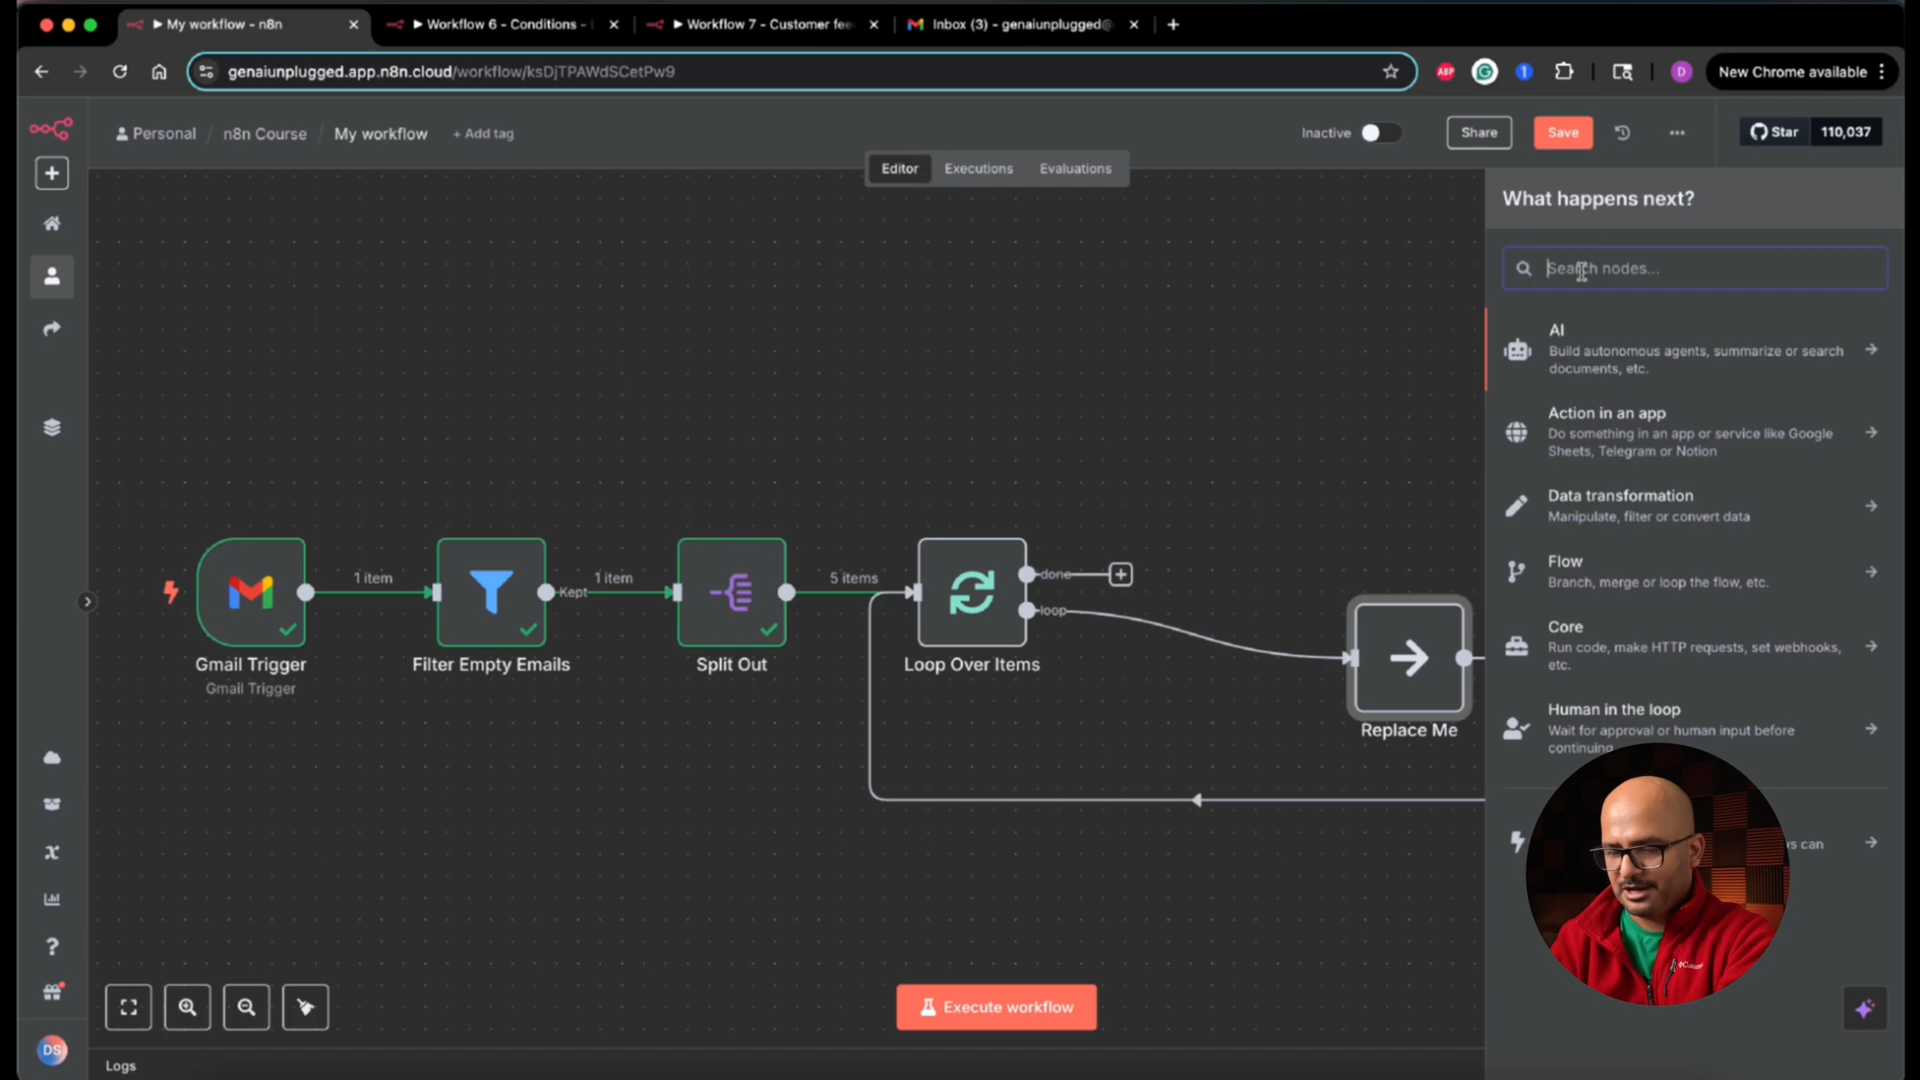 My workflow - n8n
Workflow 6 - Conditions -
Workflow 7 - Customer fee
Inbox (3) - genaiunplugged@
genaiunplugged.app.n8n.cloud/workflow/ksDjTPAWdSCetPw9
ABP
1
D
New Chrome available
Personal / n8n Course / My workflow + Add tag
Inactive
Share
Save
Star 110,037
Editor Executions Evaluations
What happens next?
Search nodes...
AI
Build autonomous agents, summarize or search
documents, etc.
Action in an app
Do something in an app or service like Google
Sheets, Telegram or Notion
Data transformation
Manipulate, filter or convert data
Flow
Branch, merge or loop the flow, etc.
Core
Run code, make HTTP requests, set webhooks,
etc.
Human in the loop
Wait for approval or human input before
continuing
can
1 item
Kept
1 item
5 items
done
loop
Gmail Trigger
Gmail Trigger
Filter Empty Emails
Split Out
Loop Over Items
Replace Me
Execute workflow
DS
Logs